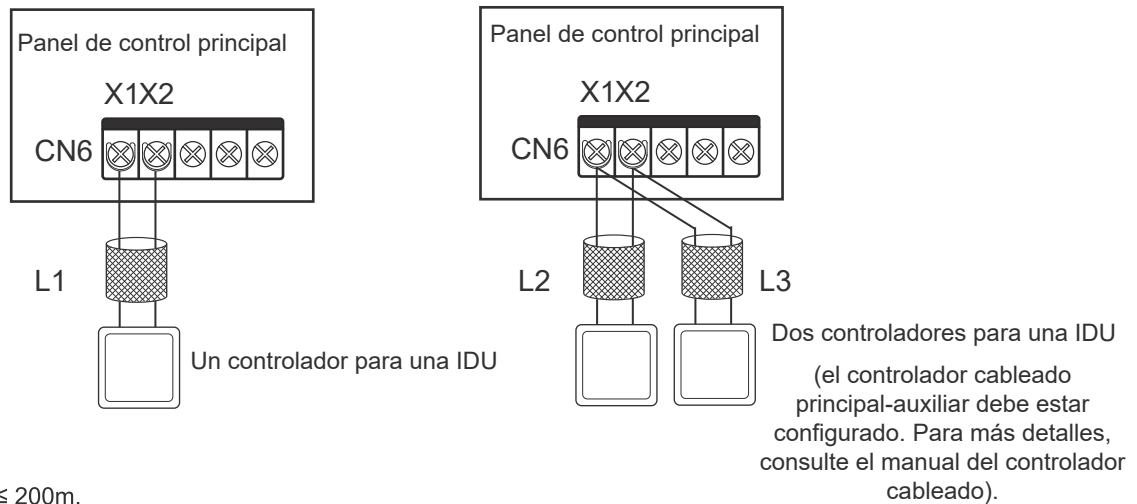 Panel de control principal
X1X2
CN6
L1
Un controlador para una IDU
Panel de control principal
X1X2
CN6
L2
L3
Dos controladores para una IDU
(el controlador cableado
principal-auxiliar debe estar
configurado. Para más detalles,
consulte el manual del controlador
cableado).
≤ 200m.